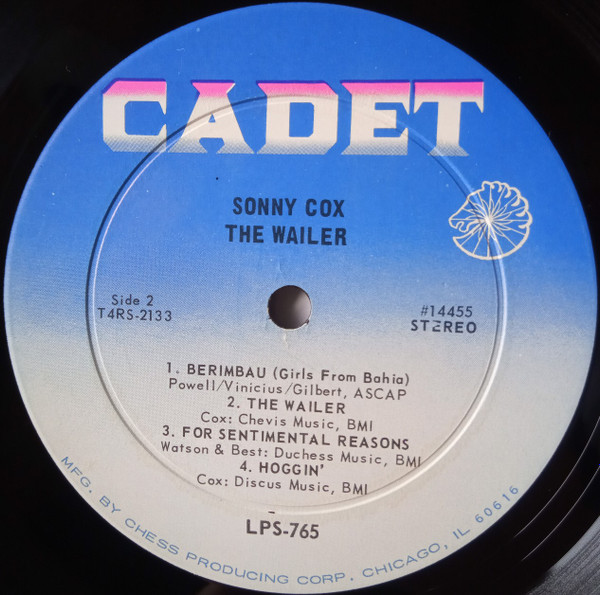 CADET
SONNY COX
THE WAILER
Side 2
T4RS-2133
#14455
STEREO
1. BERIMBAU (Girls From Bahia)
Powell/Vinicius/Gilbert, ASCAP
2. THE WAILER
Cox: Chevis Music, BMI
3. FOR SENTIMENTAL REASONS
Watson & Best: Duchess Music, BMI
4. HOGGIN'
Cox: Discus Music, BMI
LPS-765
MFG. BY CHESS PRODUCING CORP. CHICAGO, IL 60616